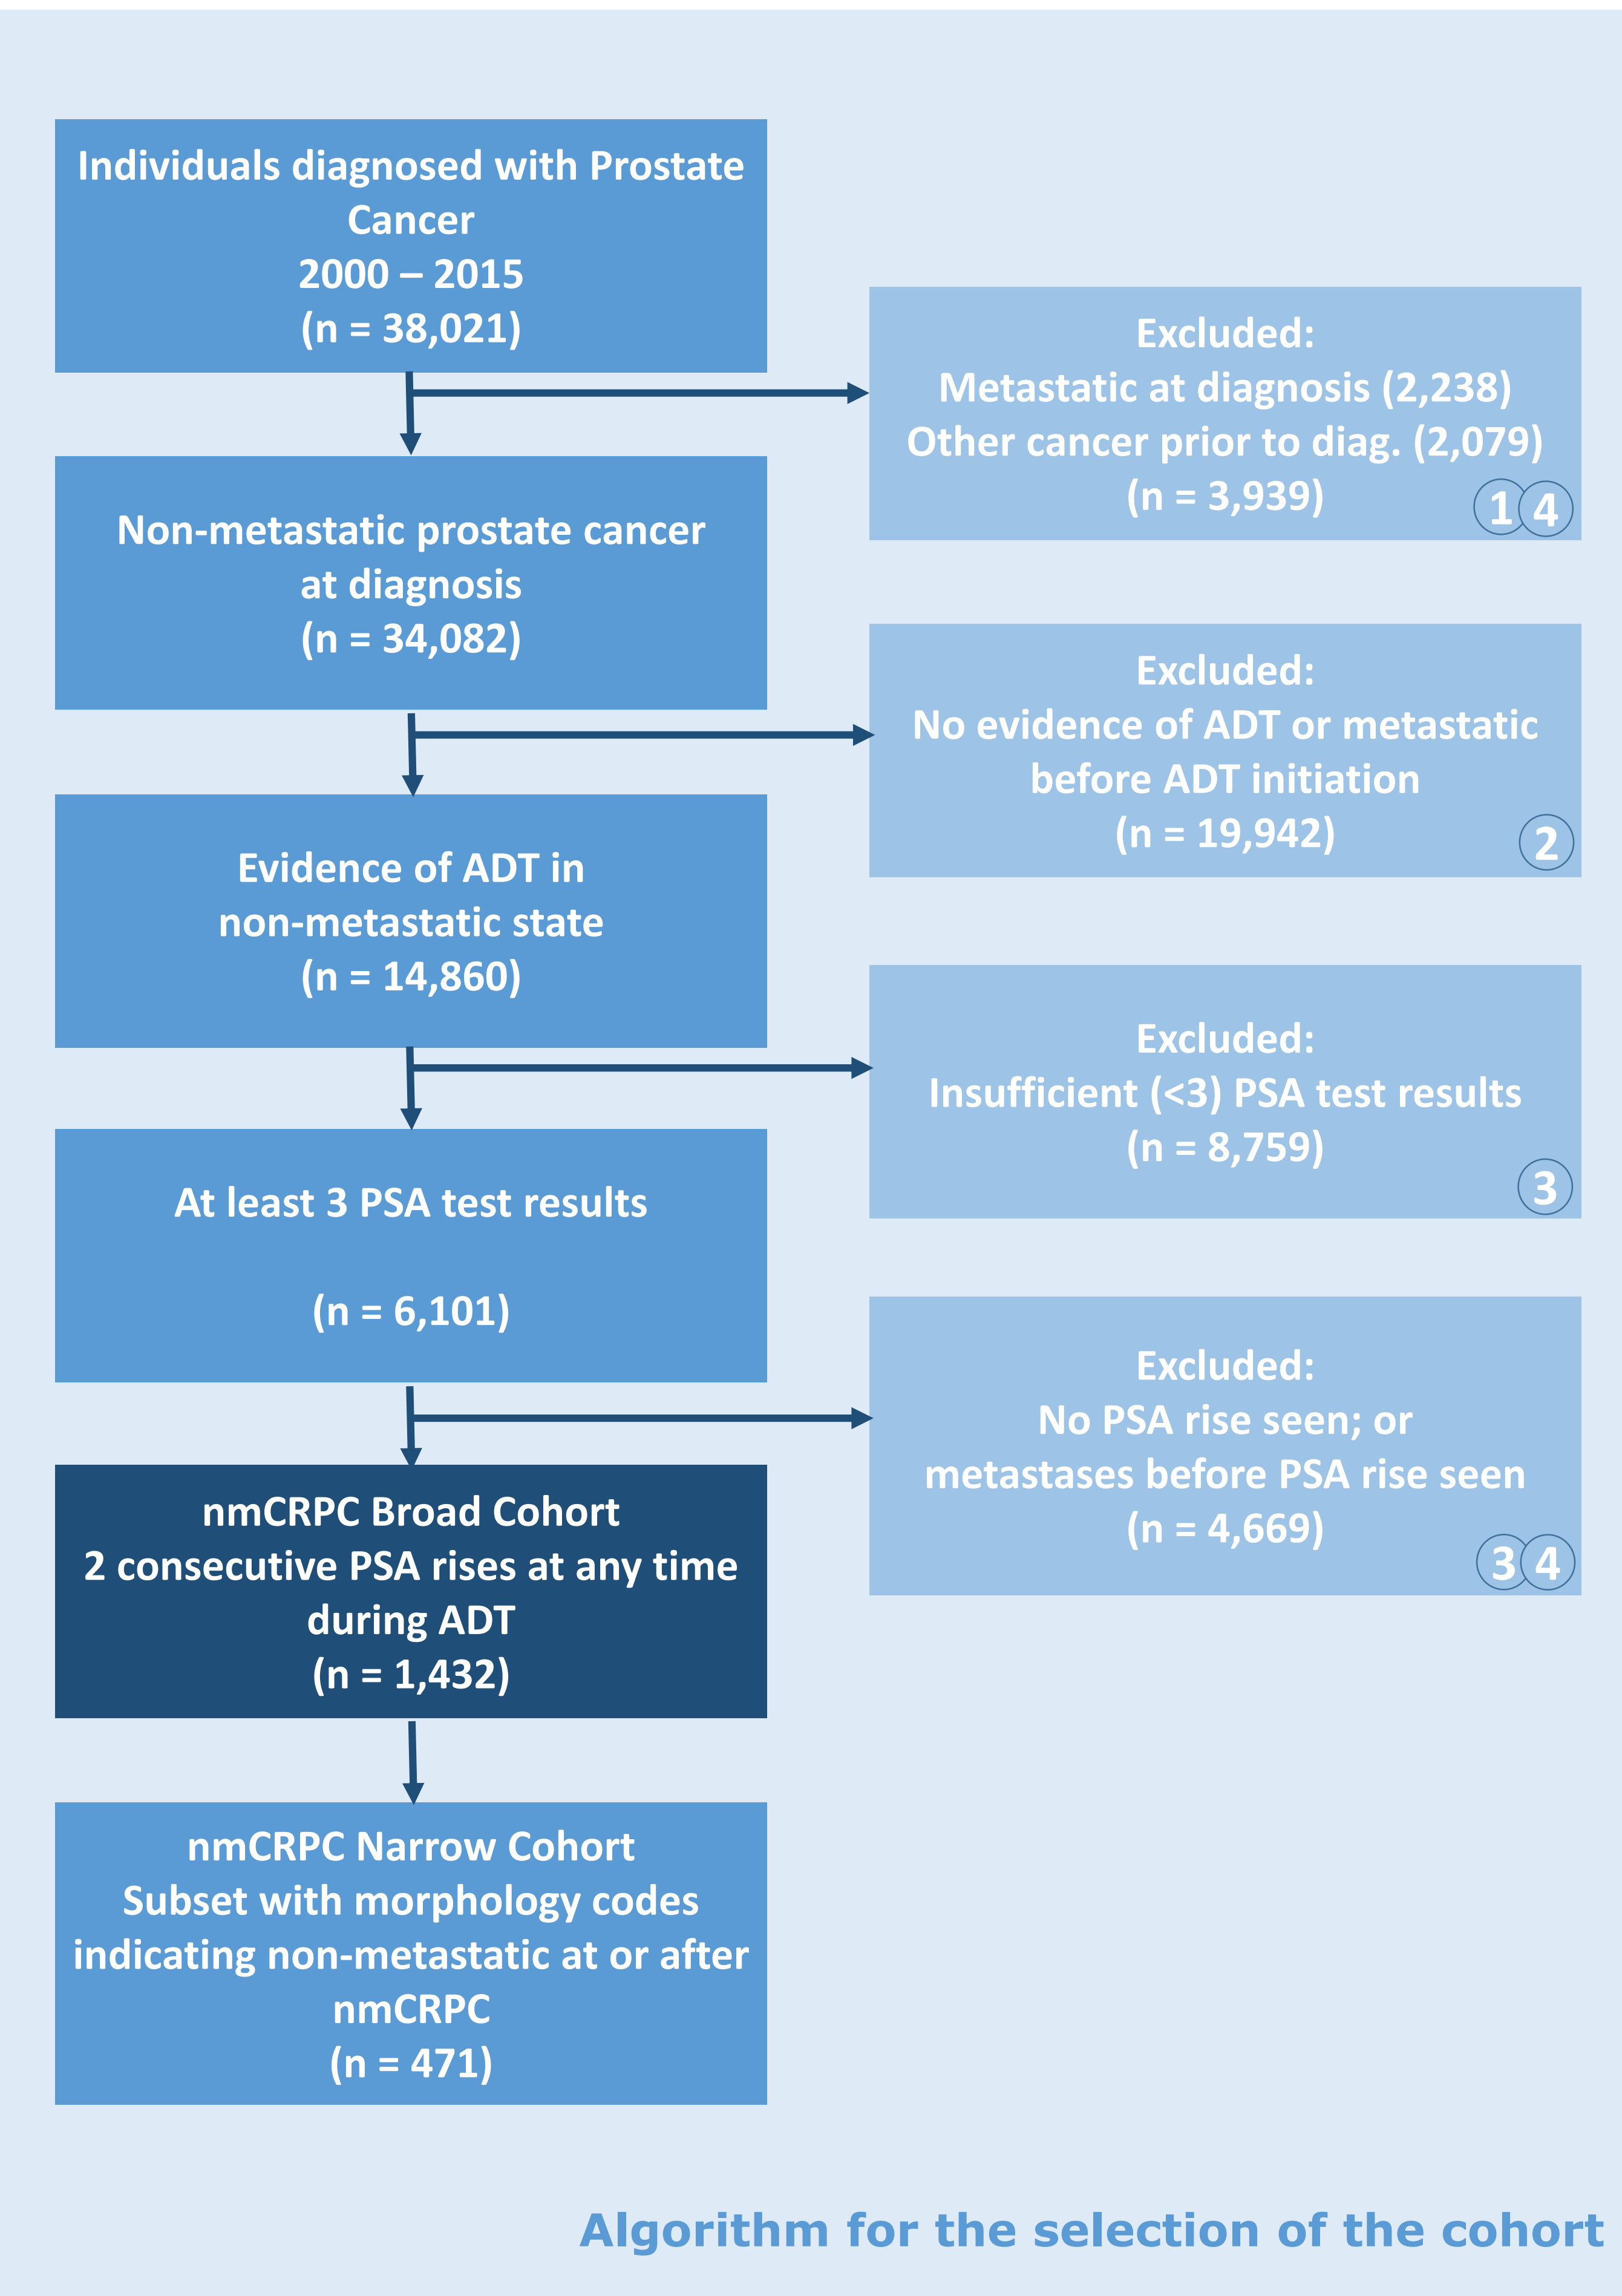 Individuals diagnosed with Prostate
Cancer
2000 – 2015
(n = 38,021)
Excluded:
Metastatic at diagnosis (2,238)
Other cancer prior to diag. (2,079)
(n = 3,939)
1 4
Non-metastatic prostate cancer
at diagnosis
(n = 34,082)
Excluded:
No evidence of ADT or metastatic
before ADT initiation
(n = 19,942)
2
Evidence of ADT in
non-metastatic state
(n = 14,860)
Excluded:
Insufficient (<3) PSA test results
(n = 8,759)
3
At least 3 PSA test results
(n = 6,101)
Excluded:
No PSA rise seen; or
metastases before PSA rise seen
(n = 4,669)
3 4
nmCRPC Broad Cohort
2 consecutive PSA rises at any time
during ADT
(n = 1,432)
nmCRPC Narrow Cohort
Subset with morphology codes
indicating non-metastatic at or after
nmCRPC
(n = 471)
Algorithm for the selection of the cohort